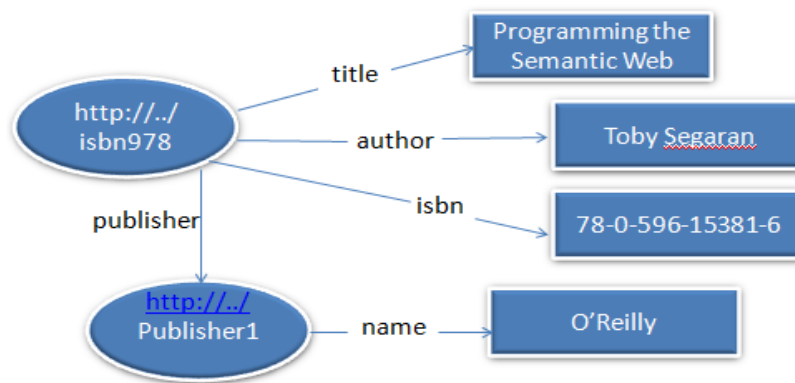 Programming the
Semantic Web
title
http://../
isbn978
author
Toby Segaran
isbn
78-0-596-15381-6
publisher
http://../
Publisher1
name
O’Reilly